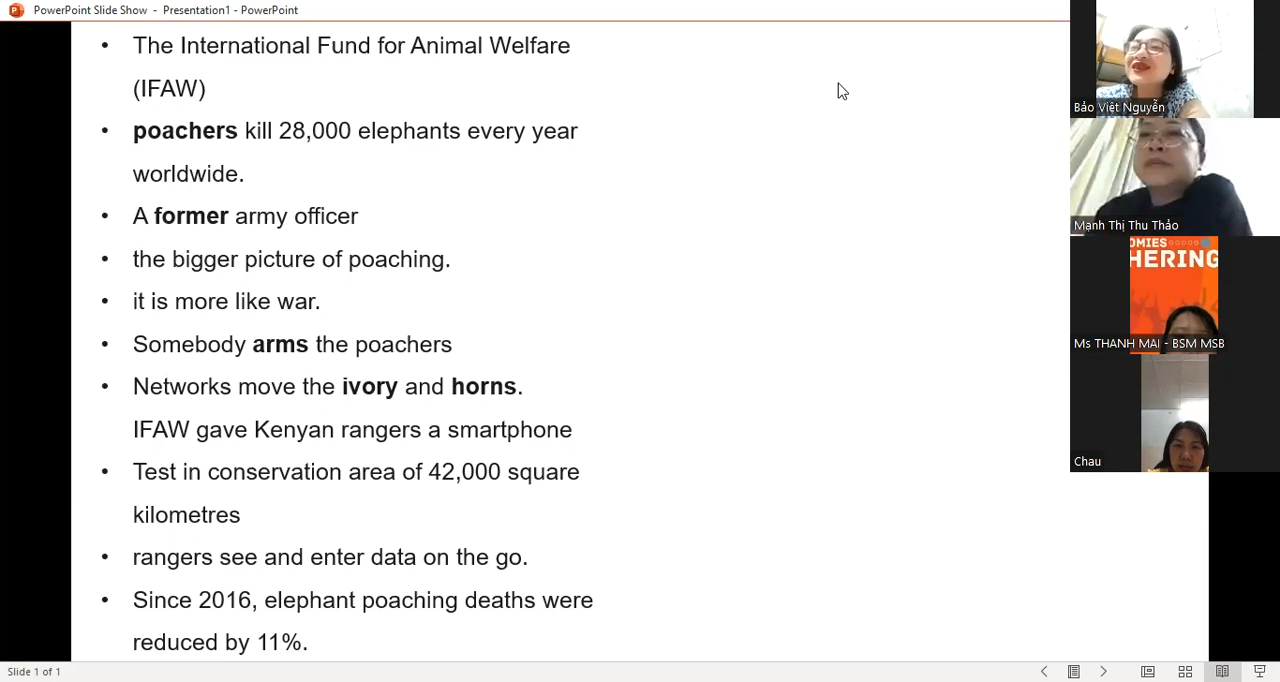 PowerPoint Slide Show - Presentation1 - PowerPoint
• The International Fund for Animal Welfare
(IFAW)
• poachers kill 28,000 elephants every year
worldwide.
• A former army officer
• the bigger picture of poaching.
• it is more like war.
• Somebody arms the poachers
• Networks move the ivory and horns.
IFAW gave Kenyan rangers a smartphone
• Test in conservation area of 42,000 square
kilometres
• rangers see and enter data on the go.
• Since 2016, elephant poaching deaths were
reduced by 11%.
Bảo Việt Nguyễn
Mạnh Thị Thu Thảo
OMIES
HERING
Ms THANH MAI - BSM MSB
Chau
Slide 1 of 1